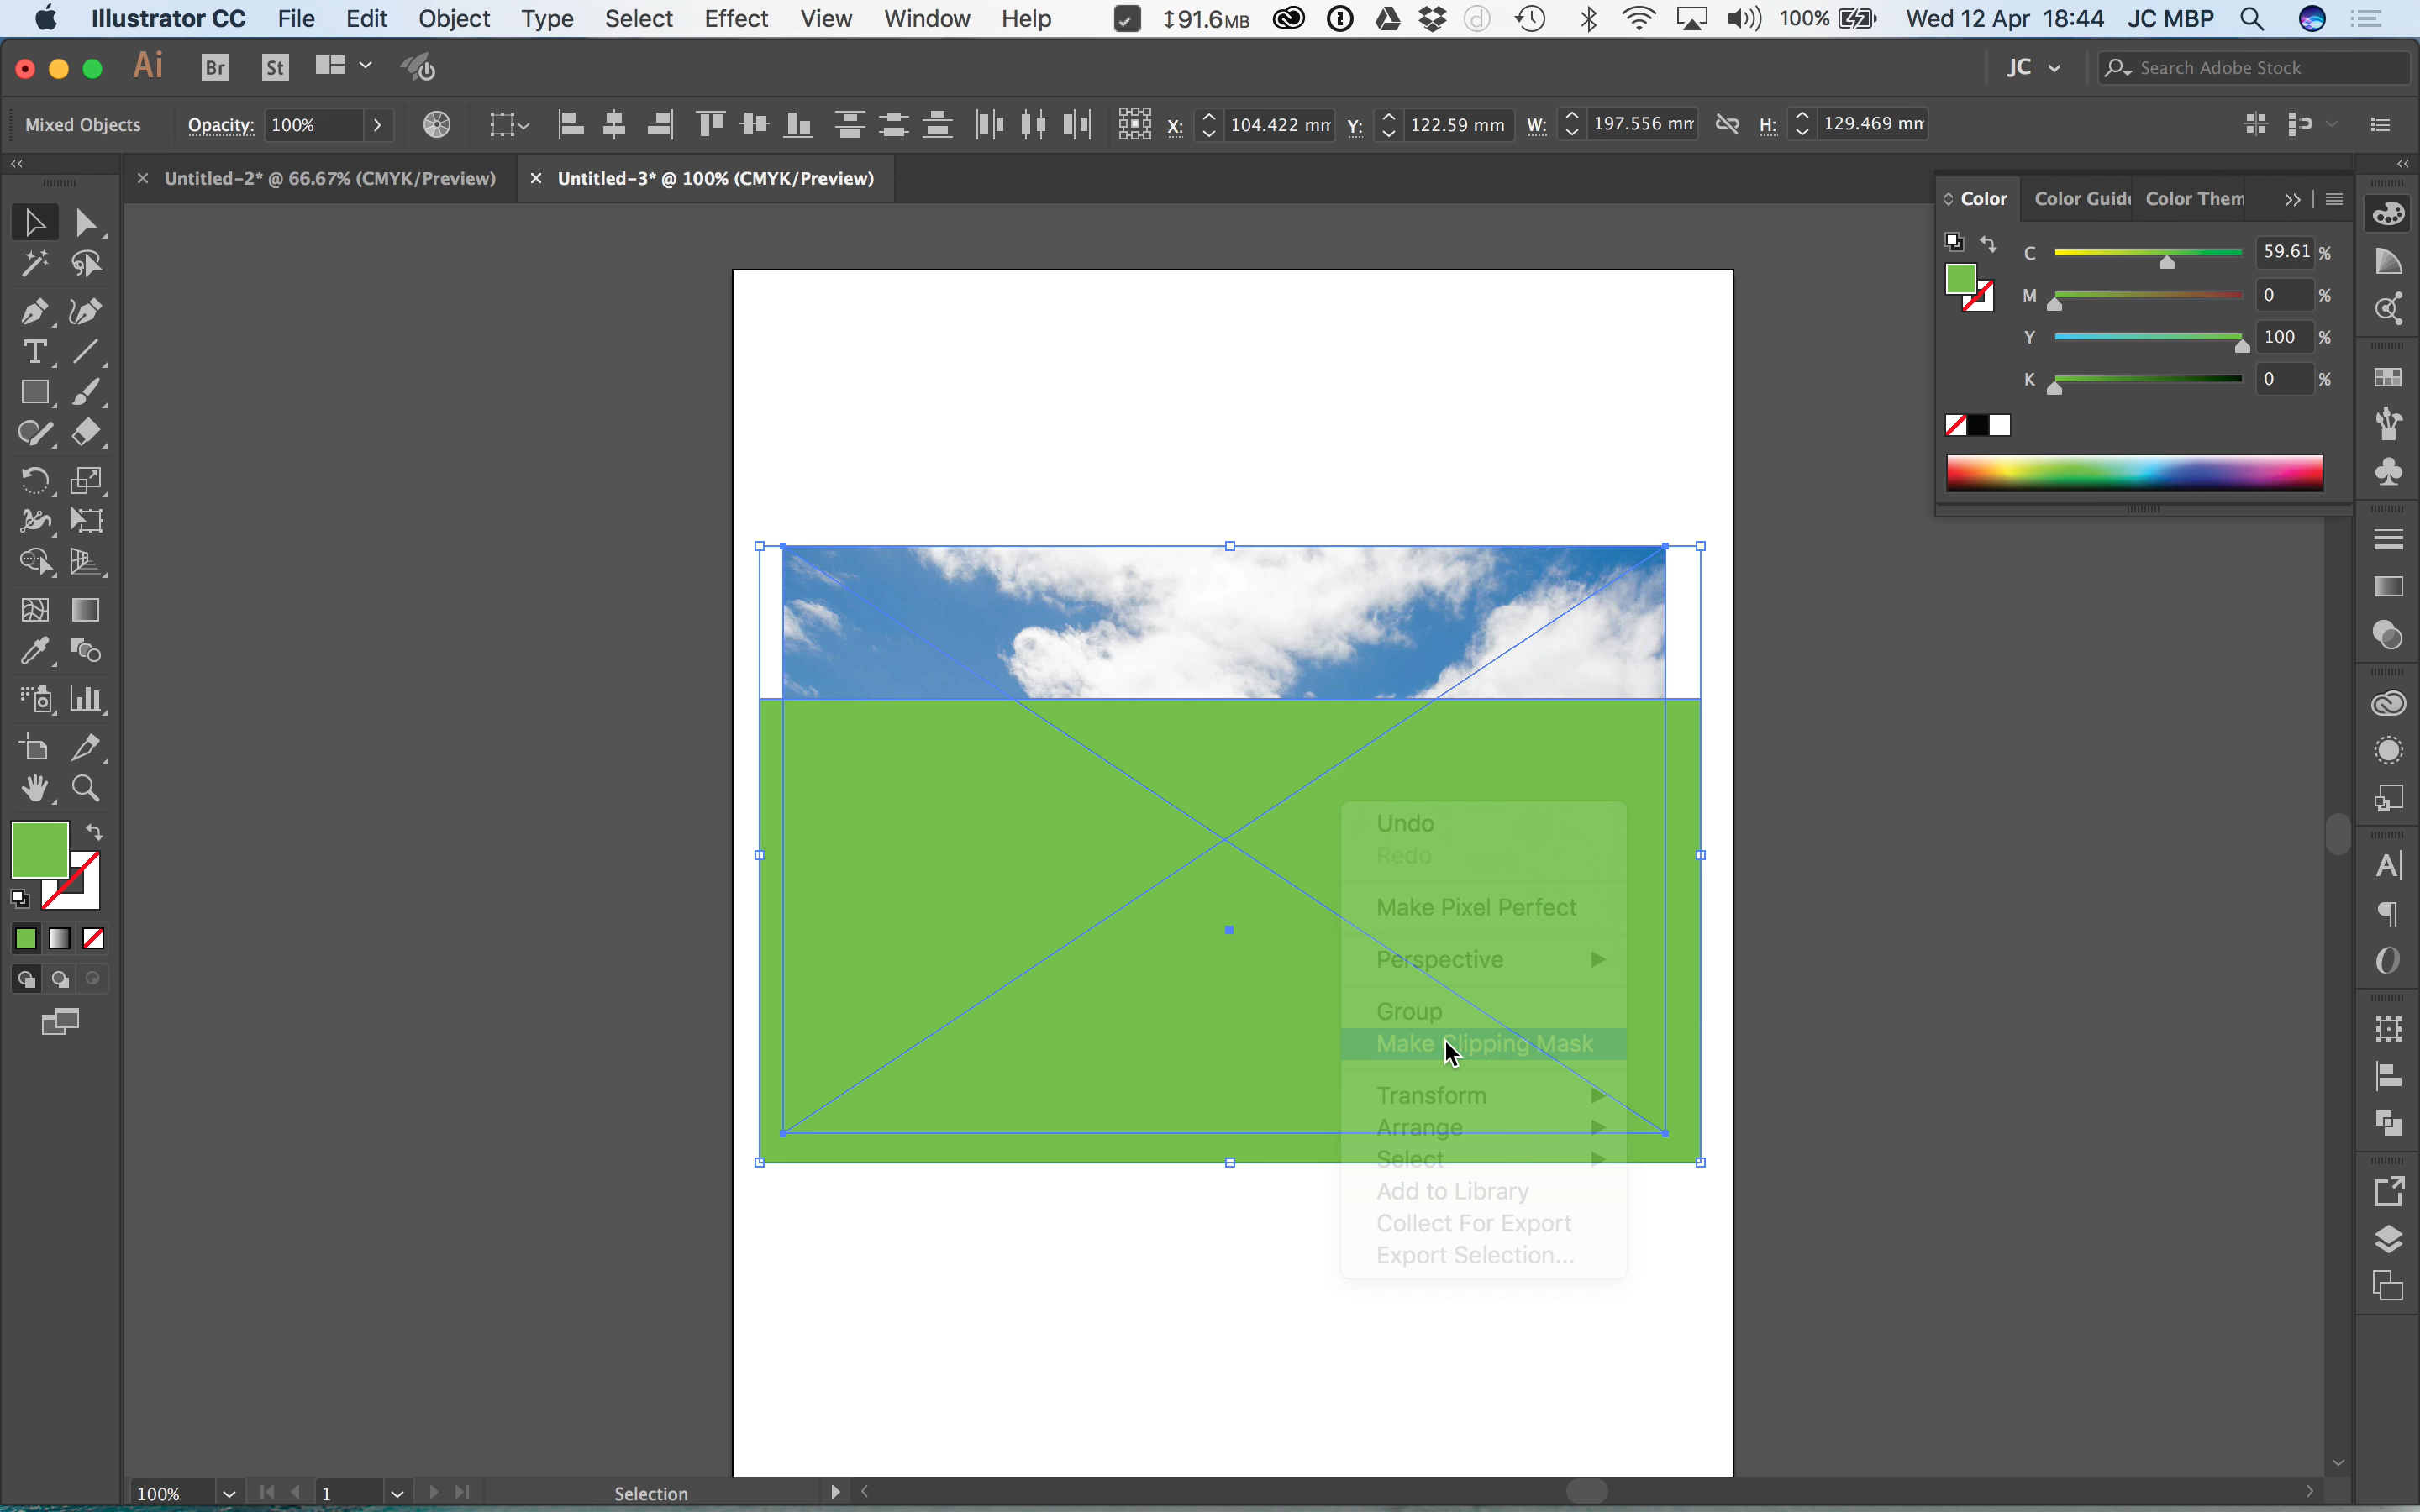 Illustrator CC File Edit Object Type Select Effect View Window Help 91.6MB 100% Wed 12 Apr 18:44 JC MBP
Ai Br St JC Search Adobe Stock
Mixed Objects Opacity: 100% X: 104.422 mm Y: 122.59 mm W: 197.556 mm H: 129.469 mm
Untitled-2* @ 66.67% (CMYK/Preview) Untitled-3* @ 100% (CMYK/Preview)
Color Color Guide Color Them
C 59.61 %
M 0 %
Y 100 %
K 0 %
Undo
Redo
Make Pixel Perfect
Perspective
Group
Make Clipping Mask
Transform
Arrange
Select
Add to Library
Collect For Export
Export Selection...
100% 1 Selection